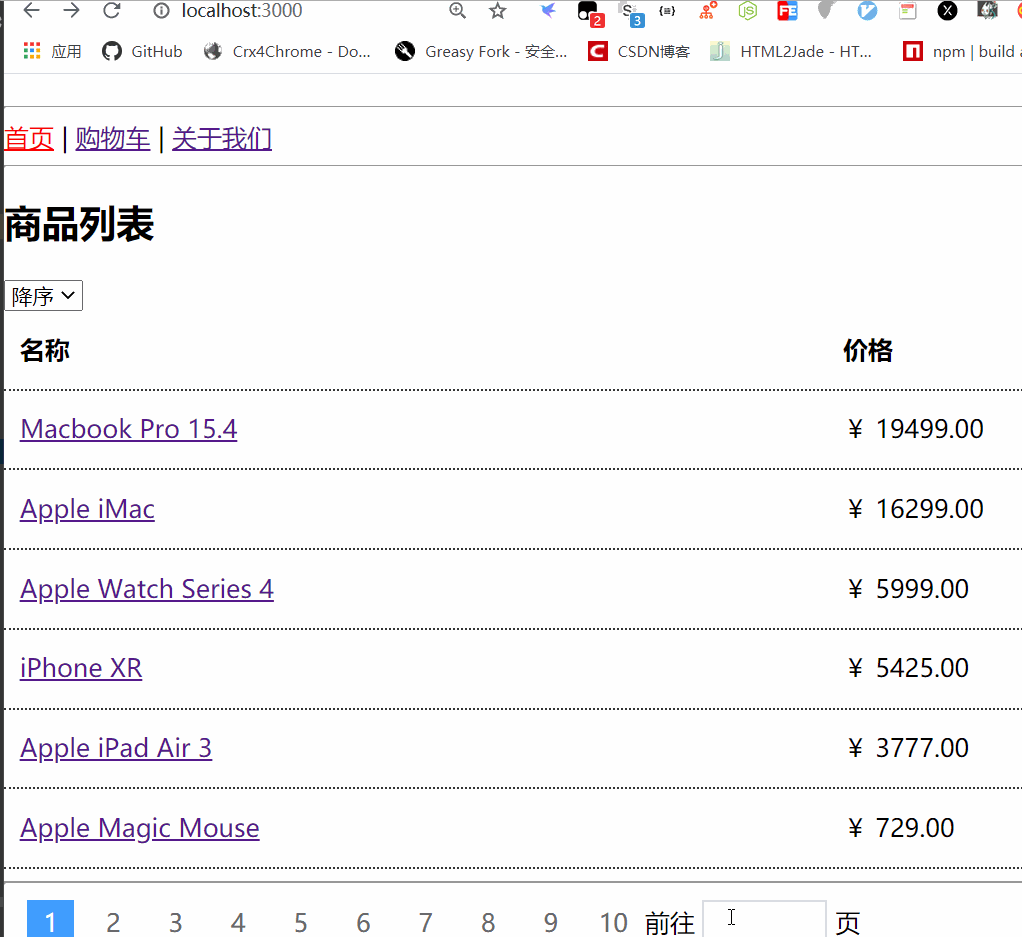 localhost:3000
2 3
应用 GitHub Crx4Chrome - Do... Greasy Fork - 安全... CSDN博客 HTML2Jade - HT... npm | build a
首页 | 购物车 | 关于我们
商品列表
降序
名称 价格
Macbook Pro 15.4 ¥ 19499.00
Apple iMac ¥ 16299.00
Apple Watch Series 4 ¥ 5999.00
iPhone XR ¥ 5425.00
Apple iPad Air 3 ¥ 3777.00
Apple Magic Mouse ¥ 729.00
1 2 3 4 5 6 7 8 9 10 前往 页